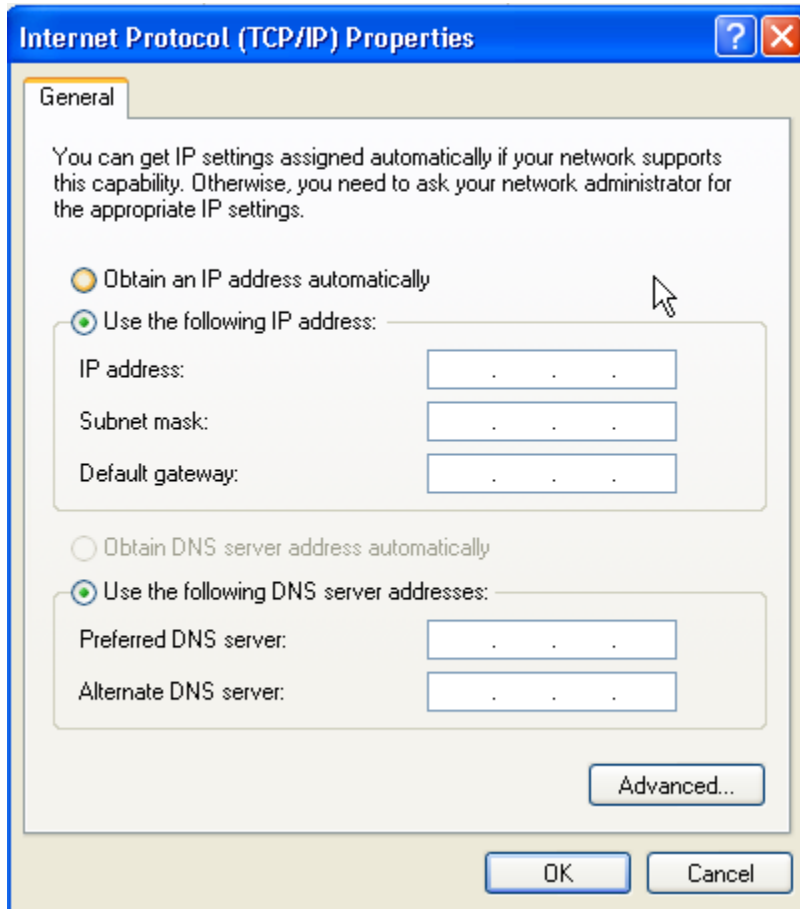 Internet Protocol (TCP/IP) Properties
General
You can get IP settings assigned automatically if your network supports
this capability. Otherwise, you need to ask your network administrator for
the appropriate IP settings.
Obtain an IP address automatically
Use the following IP address:
IP address: . . .
Subnet mask: . . .
Default gateway: . . .
Obtain DNS server address automatically
Use the following DNS server addresses:
Preferred DNS server: . . .
Alternate DNS server: . . .
Advanced...
OK Cancel